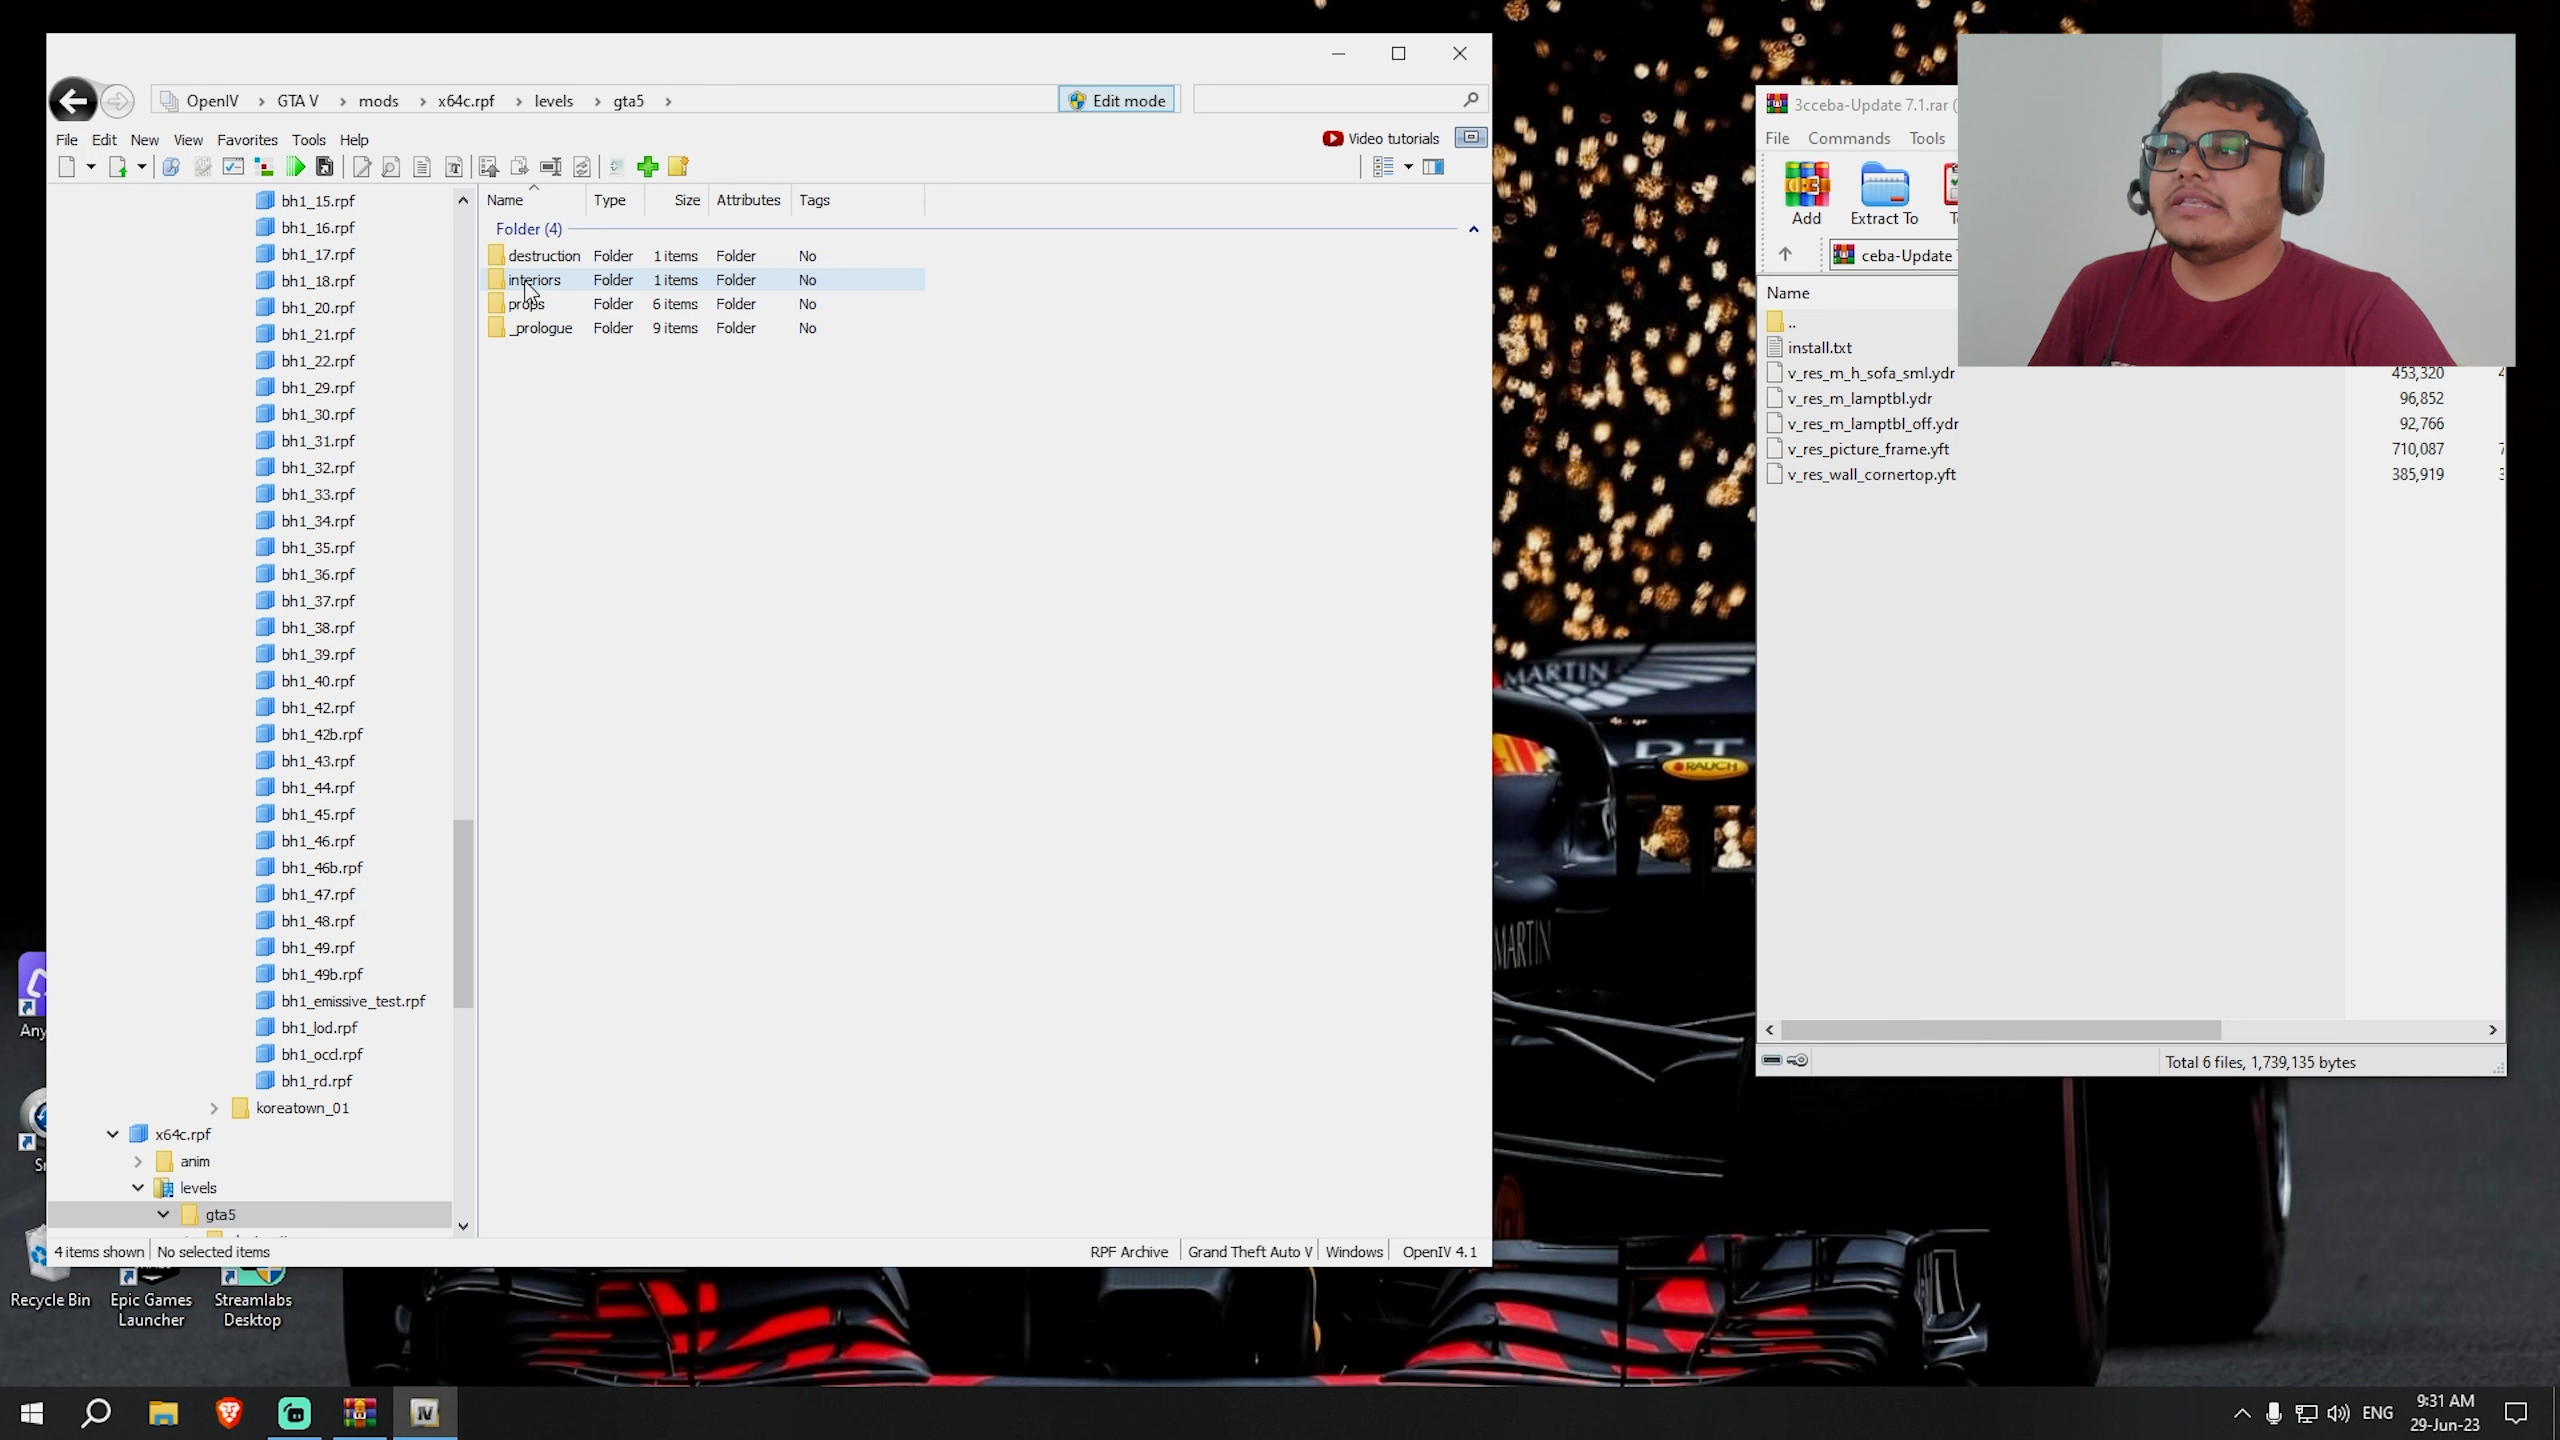 OpenIV › GTA V › mods › x64c.rpf › levels › gta5 ›
Edit mode
File Edit New View Favorites Tools Help
Video tutorials
bh1_15.rpf
bh1_16.rpf
bh1_17.rpf
bh1_18.rpf
bh1_20.rpf
bh1_21.rpf
bh1_22.rpf
bh1_29.rpf
bh1_30.rpf
bh1_31.rpf
bh1_32.rpf
bh1_33.rpf
bh1_34.rpf
bh1_35.rpf
bh1_36.rpf
bh1_37.rpf
bh1_38.rpf
bh1_39.rpf
bh1_40.rpf
bh1_42.rpf
bh1_42b.rpf
bh1_43.rpf
bh1_44.rpf
bh1_45.rpf
bh1_46.rpf
bh1_46b.rpf
bh1_47.rpf
bh1_48.rpf
bh1_49.rpf
bh1_49b.rpf
bh1_emissive_test.rpf
bh1_lod.rpf
bh1_occl.rpf
bh1_rd.rpf
koreatown_01
x64c.rpf
anim
levels
gta5
Name Type Size Attributes Tags
Folder (4)
destruction Folder 1 items Folder No
interiors Folder 1 items Folder No
props Folder 6 items Folder No
_prologue Folder 9 items Folder No
4 items shown No selected items
RPF Archive Grand Theft Auto V Windows OpenIV 4.1
3cceba-Update 7.1.rar (
File Commands Tools
Add Extract To
ceba-Update
Name
..
install.txt
v_res_m_h_sofa_sml.ydr 453,320
v_res_m_lamptbl.ydr 96,852
v_res_m_lamptbl_off.ydr 92,766
v_res_picture_frame.yft 710,087
v_res_wall_cornertop.yft 385,919
Total 6 files, 1,739,135 bytes
MARTIN
RAUCH
MARTIN
Any
Recycle Bin
Epic Games
Launcher
Streamlabs
Desktop
ENG
9:31 AM
29-Jun-23